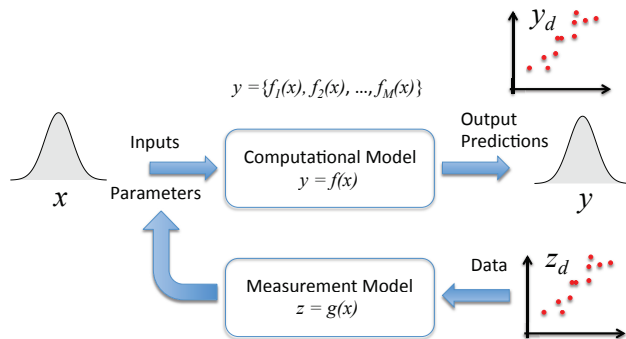 y_d
y = {f_1(x), f_2(x), ..., f_M(x)}
Inputs
Output
Predictions
Computational Model
y = f(x)
x
Parameters
y
Measurement Model
z = g(x)
Data
z_d